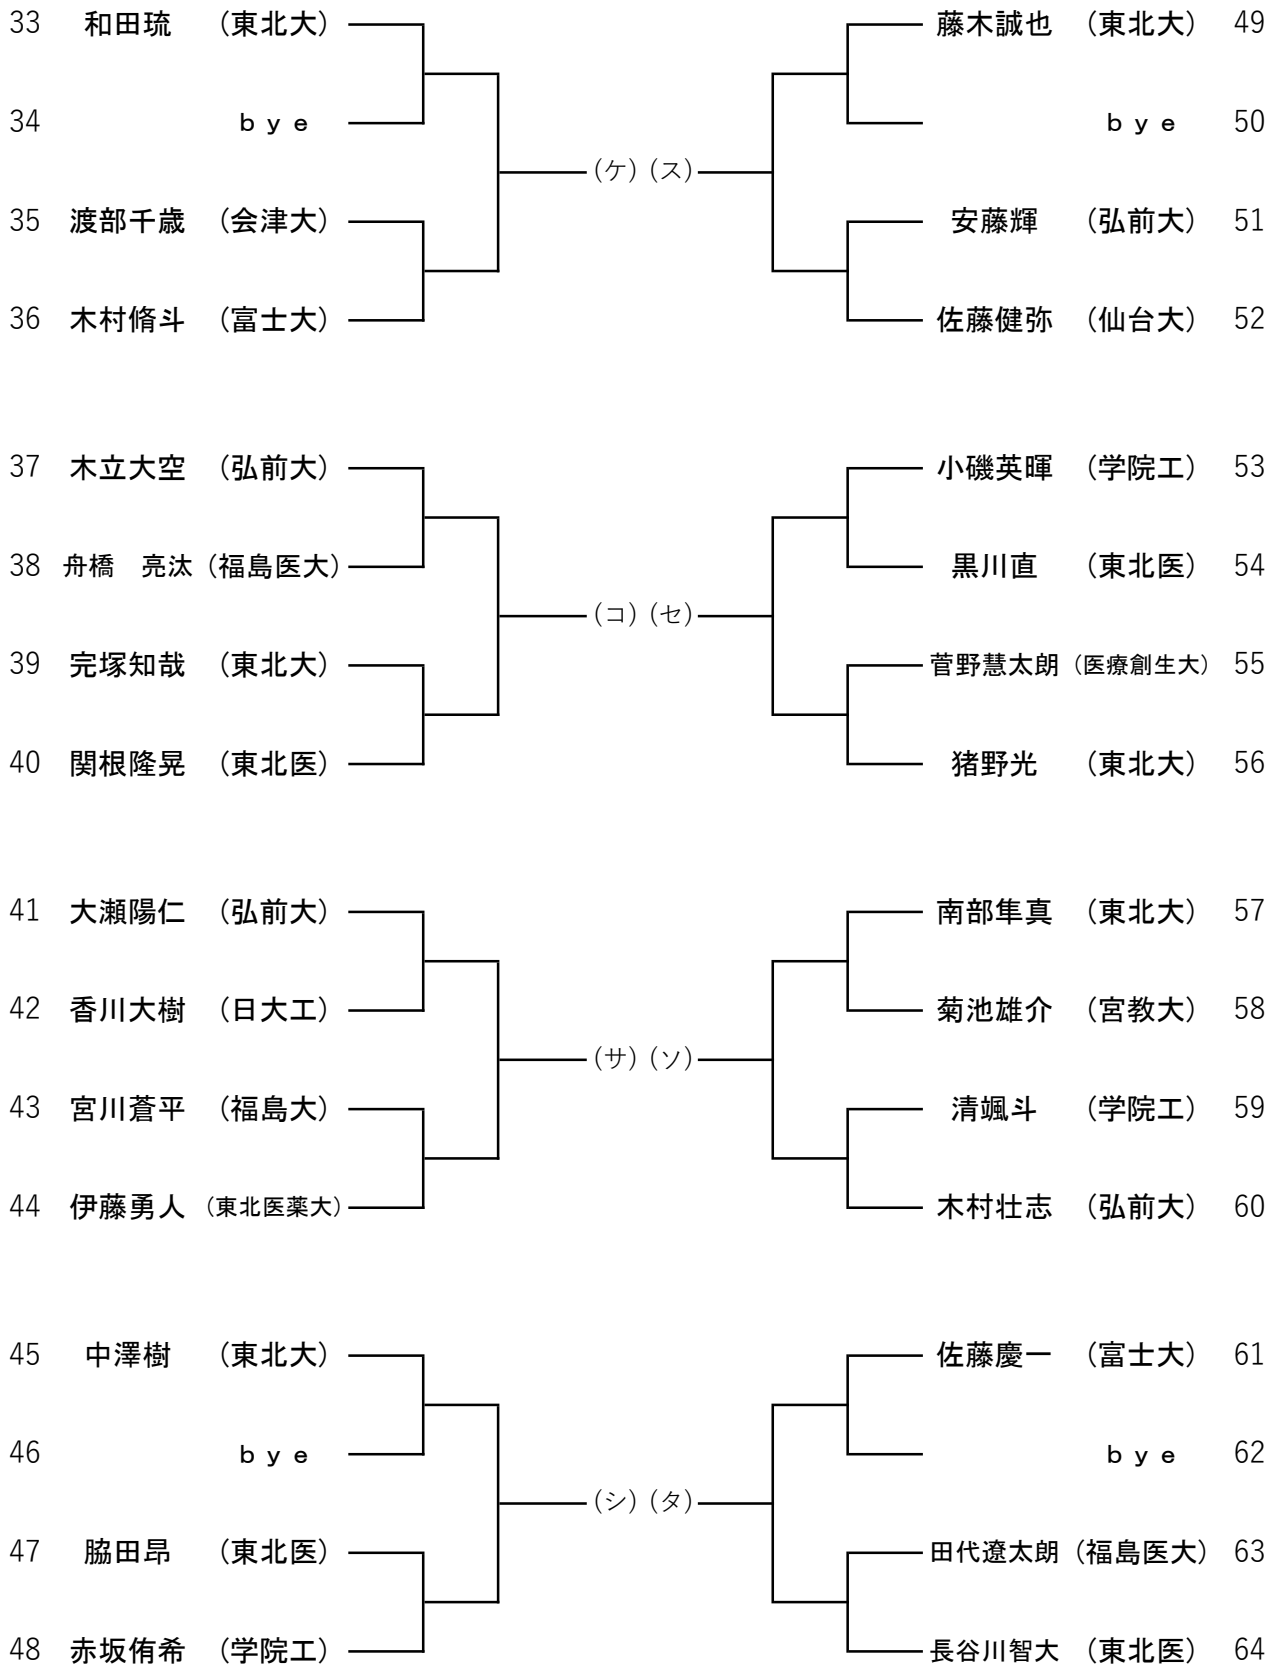 33 和田琉 （東北大） 藤木誠也 （東北大） 49
34 ｂｙｅ ｂｙｅ 50
（ケ）（ス）
35 渡部千歳 （会津大） 安藤輝 （弘前大） 51
36 木村脩斗 （富士大） 佐藤健弥 （仙台大） 52
37 木立大空 （弘前大） 小磯英暉 （学院工） 53
38 舟橋　亮汰（福島医大） 黒川直 （東北医） 54
（コ）（セ）
39 完塚知哉 （東北大） 菅野慧太朗（医療創生大） 55
40 関根隆晃 （東北医） 猪野光 （東北大） 56
41 大瀬陽仁 （弘前大） 南部隼真 （東北大） 57
42 香川大樹 （日大工） 菊池雄介 （宮教大） 58
（サ）（ソ）
43 宮川蒼平 （福島大） 清颯斗 （学院工） 59
44 伊藤勇人 （東北医薬大） 木村壮志 （弘前大） 60
45 中澤樹 （東北大） 佐藤慶一 （富士大） 61
46 ｂｙｅ ｂｙｅ 62
（シ）（タ）
47 脇田昂 （東北医） 田代遼太朗（福島医大） 63
48 赤坂侑希 （学院工） 長谷川智大 （東北医） 64